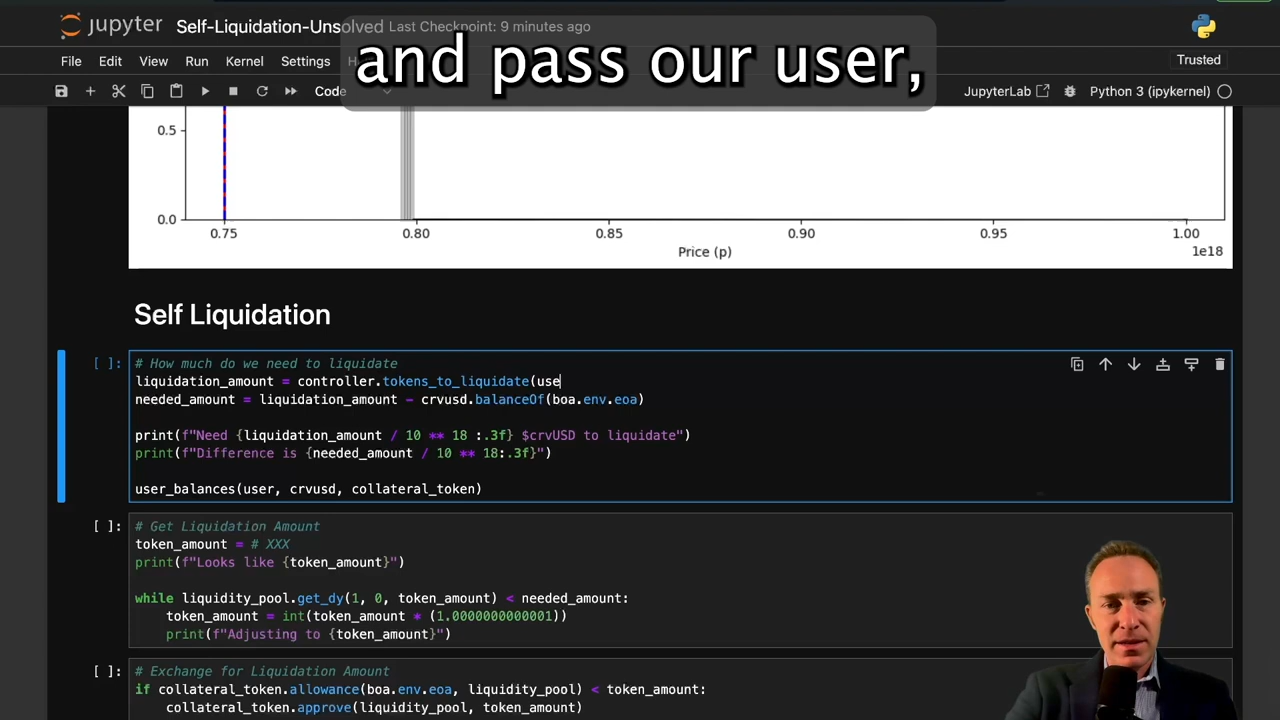 jupyter Self-Liquidation-Unsolved Last Checkpoint: 9 minutes ago
and pass our user,
File Edit View Run Kernel Settings
Trusted
Code
JupyterLab Python 3 (ipykernel)
0.5
0.0
0.75 0.80 0.85 0.90 0.95 1.00
Price (p)
1e18
Self Liquidation
[ ]:
# How much do we need to liquidate
liquidation_amount = controller.tokens_to_liquidate(use
needed_amount = liquidation_amount - crvusd.balanceOf(boa.env.eoa)
print(f"Need {liquidation_amount / 10 ** 18 :.3f} $crvUSD to liquidate")
print(f"Difference is {needed_amount / 10 ** 18:.3f}")
user_balances(user, crvusd, collateral_token)
[ ]:
# Get Liquidation Amount
token_amount = # XXX
print(f"Looks like {token_amount}")
while liquidity_pool.get_dy(1, 0, token_amount) < needed_amount:
token_amount = int(token_amount * (1.0000000000001))
print(f"Adjusting to {token_amount}")
[ ]:
# Exchange for Liquidation Amount
if collateral_token.allowance(boa.env.eoa, liquidity_pool) < token_amount:
collateral_token.approve(liquidity_pool, token_amount)